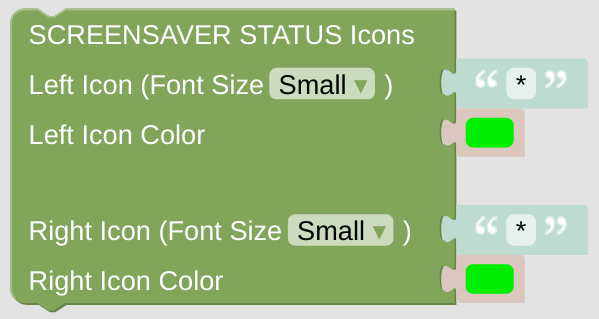 SCREENSAVER STATUS Icons
Left Icon (Font Size Small ▾ ) “ * ”
Left Icon Color
Right Icon (Font Size Small ▾ ) “ * ”
Right Icon Color